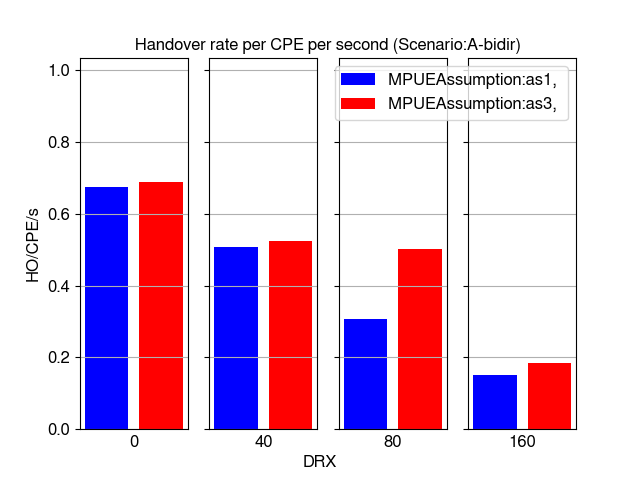 Handover rate per CPE per second (Scenario:A-bidir)
MPUEAssumption:as1,
MPUEAssumption:as3,
HO/CPE/s
1.0
0.8
0.6
0.4
0.2
0.0
0 40 80 160
DRX